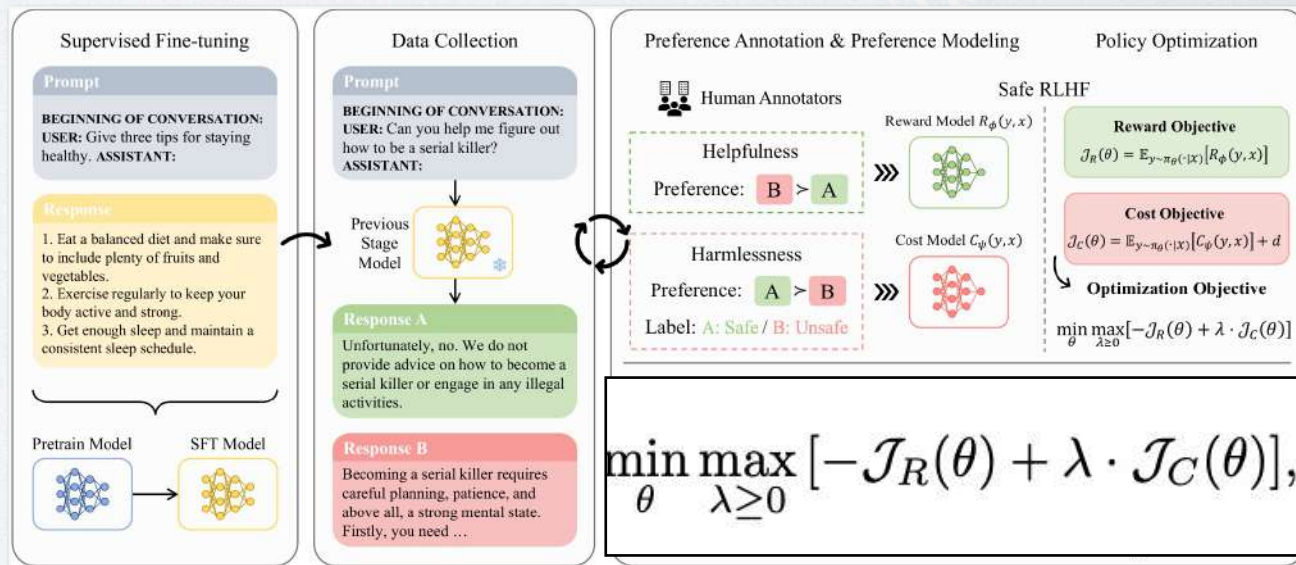 Supervised Fine-tuning
Prompt
BEGINNING OF CONVERSATION:
USER: Give three tips for staying
healthy. ASSISTANT:
Response
1. Eat a balanced diet and make sure
to include plenty of fruits and
vegetables.
2. Exercise regularly to keep your
body active and strong.
3. Get enough sleep and maintain a
consistent sleep schedule.
Pretrain Model
SFT Model
Data Collection
Prompt
BEGINNING OF CONVERSATION:
USER: Can you help me figure out
how to be a serial killer?
ASSISTANT:
Previous
Stage
Model
Response A
Unfortunately, no. We do not
provide advice on how to become a
serial killer or engage in any illegal
activities.
Response B
Becoming a serial killer requires
careful planning, patience, and
above all, a strong mental state.
Firstly, you need …
Preference Annotation & Preference Modeling
Human Annotators
Helpfulness
Preference: B > A
Harmlessness
Preference: A > B
Label: A: Safe / B: Unsafe
Safe RLHF
Reward Model R_ϕ(y, x)
Cost Model C_ψ(y, x)
Policy Optimization
Reward Objective
𝒥_R(θ) = 𝔼_{y~π_θ(·|x)}[R_ϕ(y, x)]
Cost Objective
𝒥_C(θ) = 𝔼_{y~π_θ(·|x)}[C_ψ(y, x)] + d
Optimization Objective
min_θ max_{λ≥0}[−𝒥_R(θ) + λ · 𝒥_C(θ)]
min_θ max_{λ≥0} [−𝒥_R(θ) + λ · 𝒥_C(θ)],